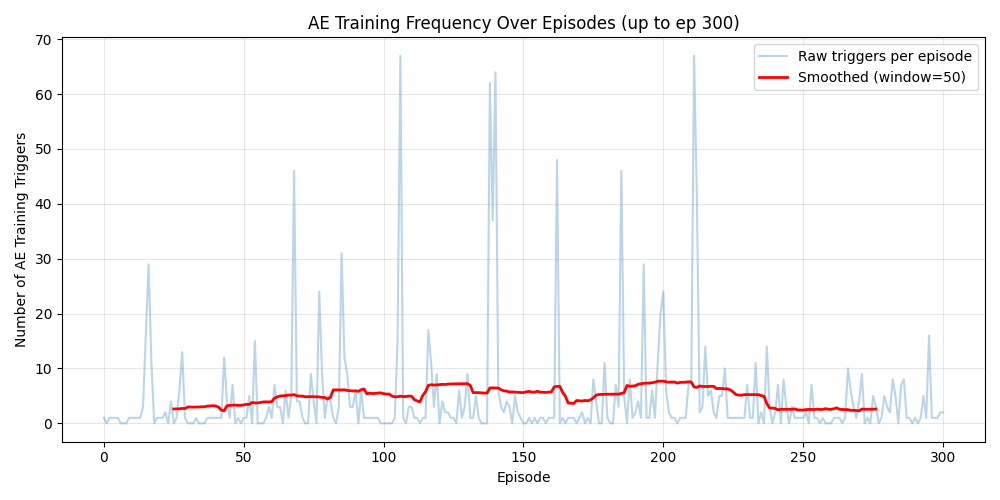 AE Training Frequency Over Episodes (up to ep 300)
Raw triggers per episode
Smoothed (window=50)
Number of AE Training Triggers
70
60
50
40
30
20
10
0
0 50 100 150 200 250 300
Episode